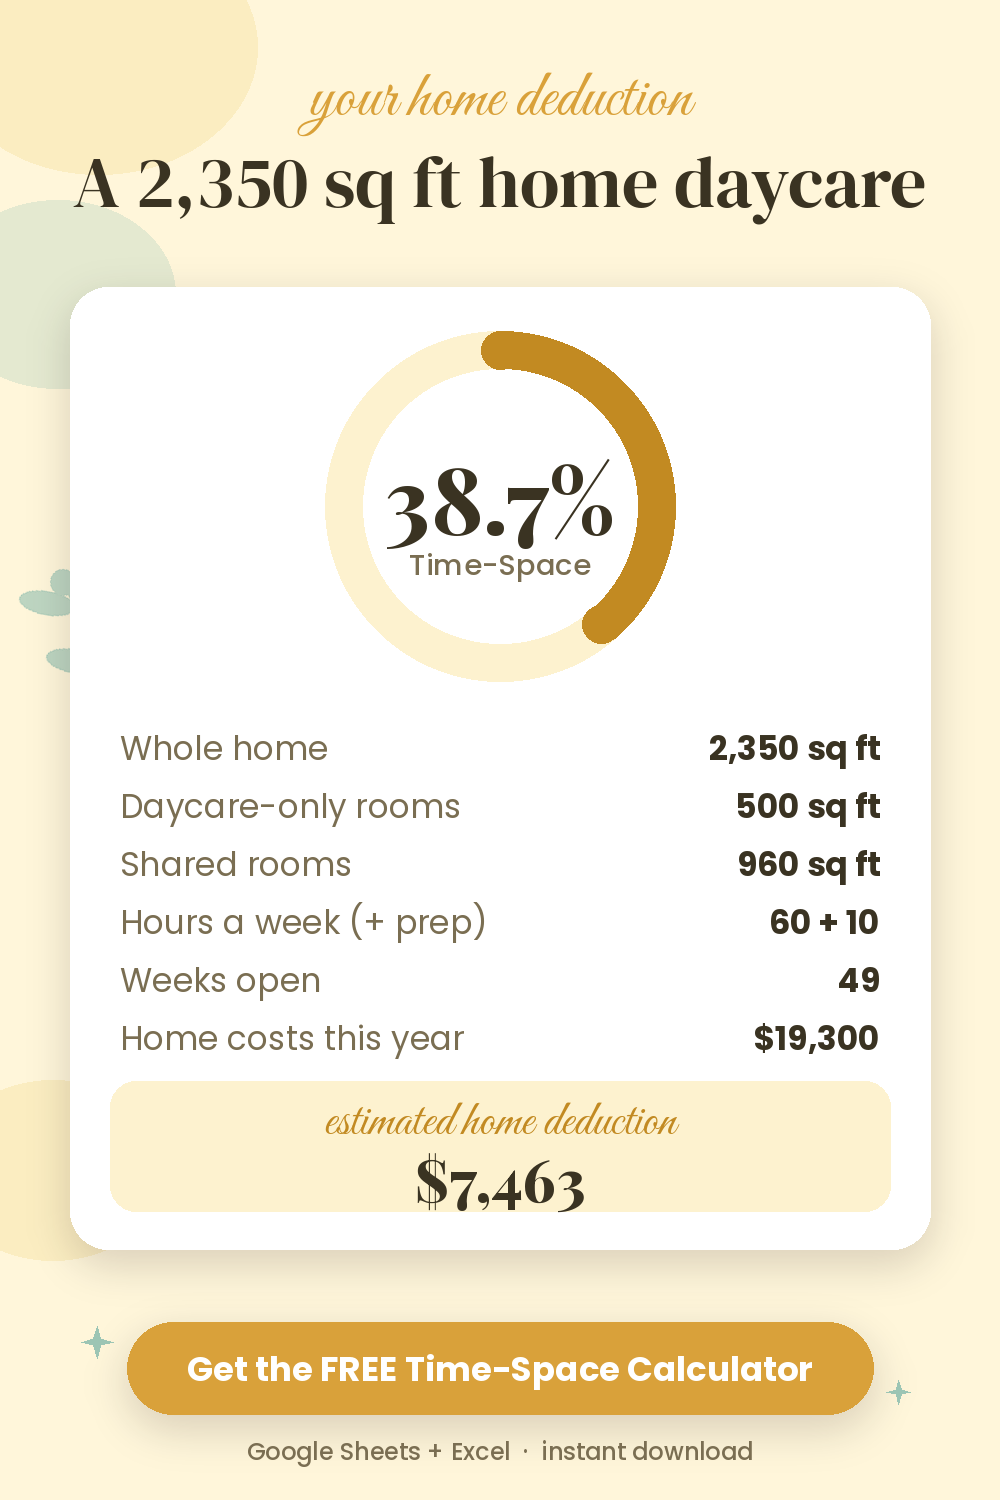 your home deduction
A 2,350 sq ft home daycare
38.7%
Time-Space
Whole home 2,350 sq ft
Daycare-only rooms 500 sq ft
Shared rooms 960 sq ft
Hours a week (+ prep) 60 + 10
Weeks open 49
Home costs this year $19,300
estimated home deduction
$7,463
Get the FREE Time-Space Calculator
Google Sheets + Excel · instant download